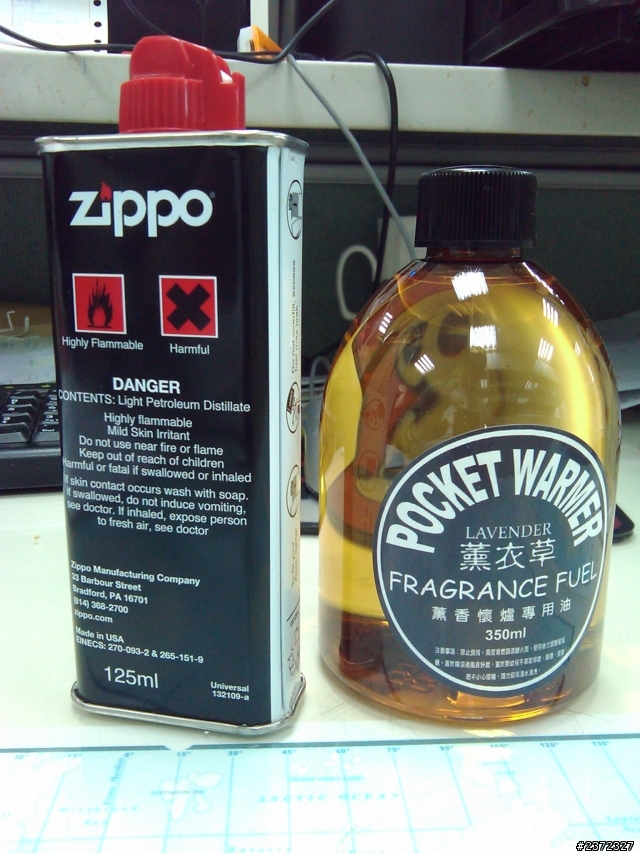 zippo
Highly Flammable
Harmful
DANGER
CONTENTS: Light Petroleum Distillate
Highly flammable
Mild Skin Irritant
Do not use near fire or flame
Keep out of reach of children
Harmful or fatal if swallowed or inhaled
If skin contact occurs wash with soap.
If swallowed, do not induce vomiting,
see doctor. If inhaled, expose person
to fresh air, see doctor
Zippo Manufacturing Company
33 Barbour Street
Bradford, PA 16701
(814) 368-2700
zippo.com
Made in USA
EINECS: 270-093-2 & 265-151-9
125ml
Universal
132109-a
POCKET WARMER
LAVENDER
薰衣草
FRAGRANCE FUEL
薰香懷爐專用油
350ml
ARCTIC OCEAN
#2372327